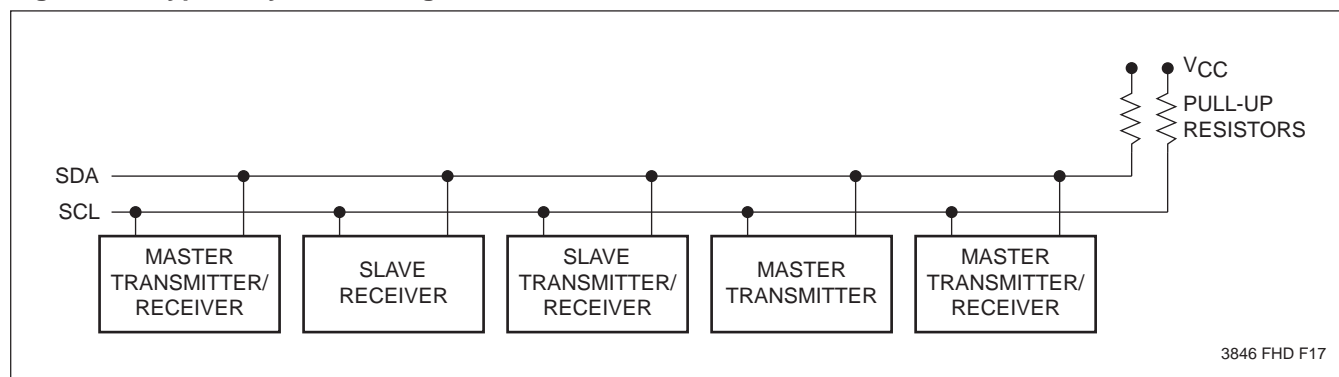 VCC
PULL-UP
RESISTORS
SDA
SCL
MASTER
TRANSMITTER/
RECEIVER
SLAVE
RECEIVER
SLAVE
TRANSMITTER/
RECEIVER
MASTER
TRANSMITTER
MASTER
TRANSMITTER/
RECEIVER
3846 FHD F17